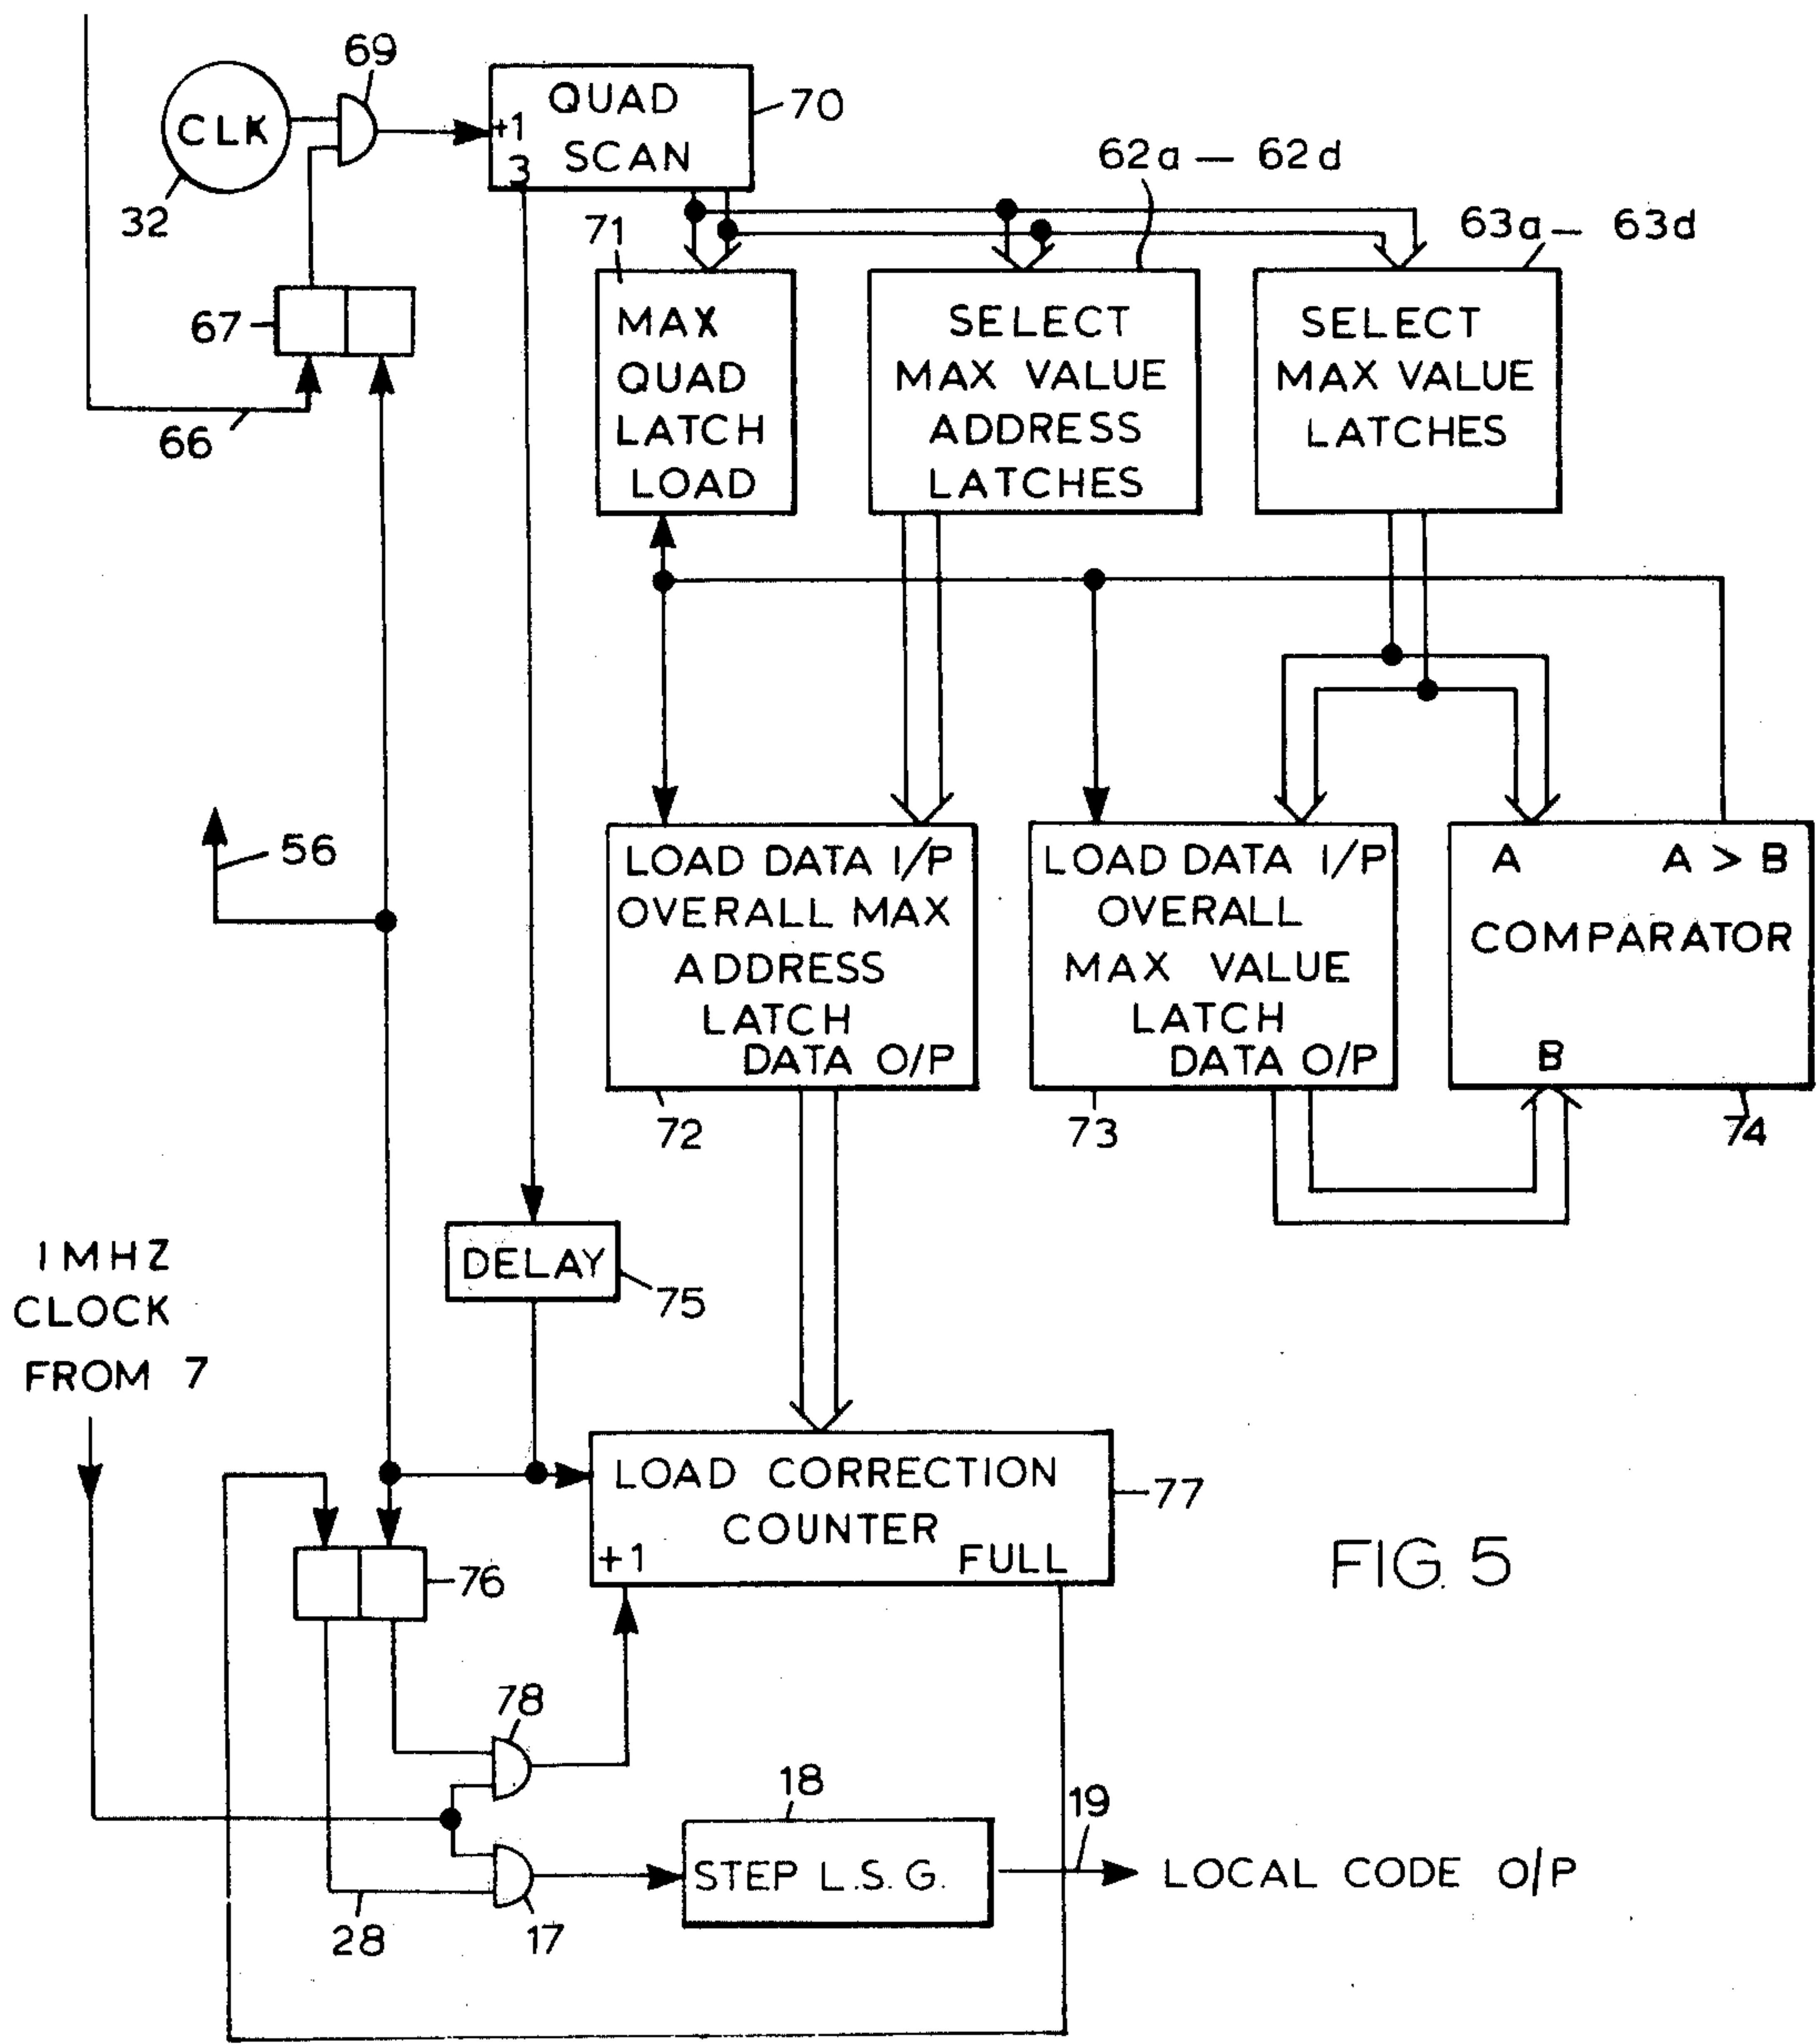 69
CLK
32
QUAD
+1
SCAN
3
70
62a — 62d
63a — 63d
71
67
66
MAX
QUAD
LATCH
LOAD
SELECT
MAX VALUE
ADDRESS
LATCHES
SELECT
MAX VALUE
LATCHES
56
LOAD DATA I/P
OVERALL MAX
ADDRESS
LATCH
DATA O/P
72
LOAD DATA I/P
OVERALL
MAX VALUE
LATCH
DATA O/P
73
A A > B
COMPARATOR
B
74
DELAY
75
1 MHZ
CLOCK
FROM 7
LOAD CORRECTION
COUNTER
+1 FULL
77
76
78
FIG. 5
18
STEP L.S.G.
19
LOCAL CODE O/P
28
17